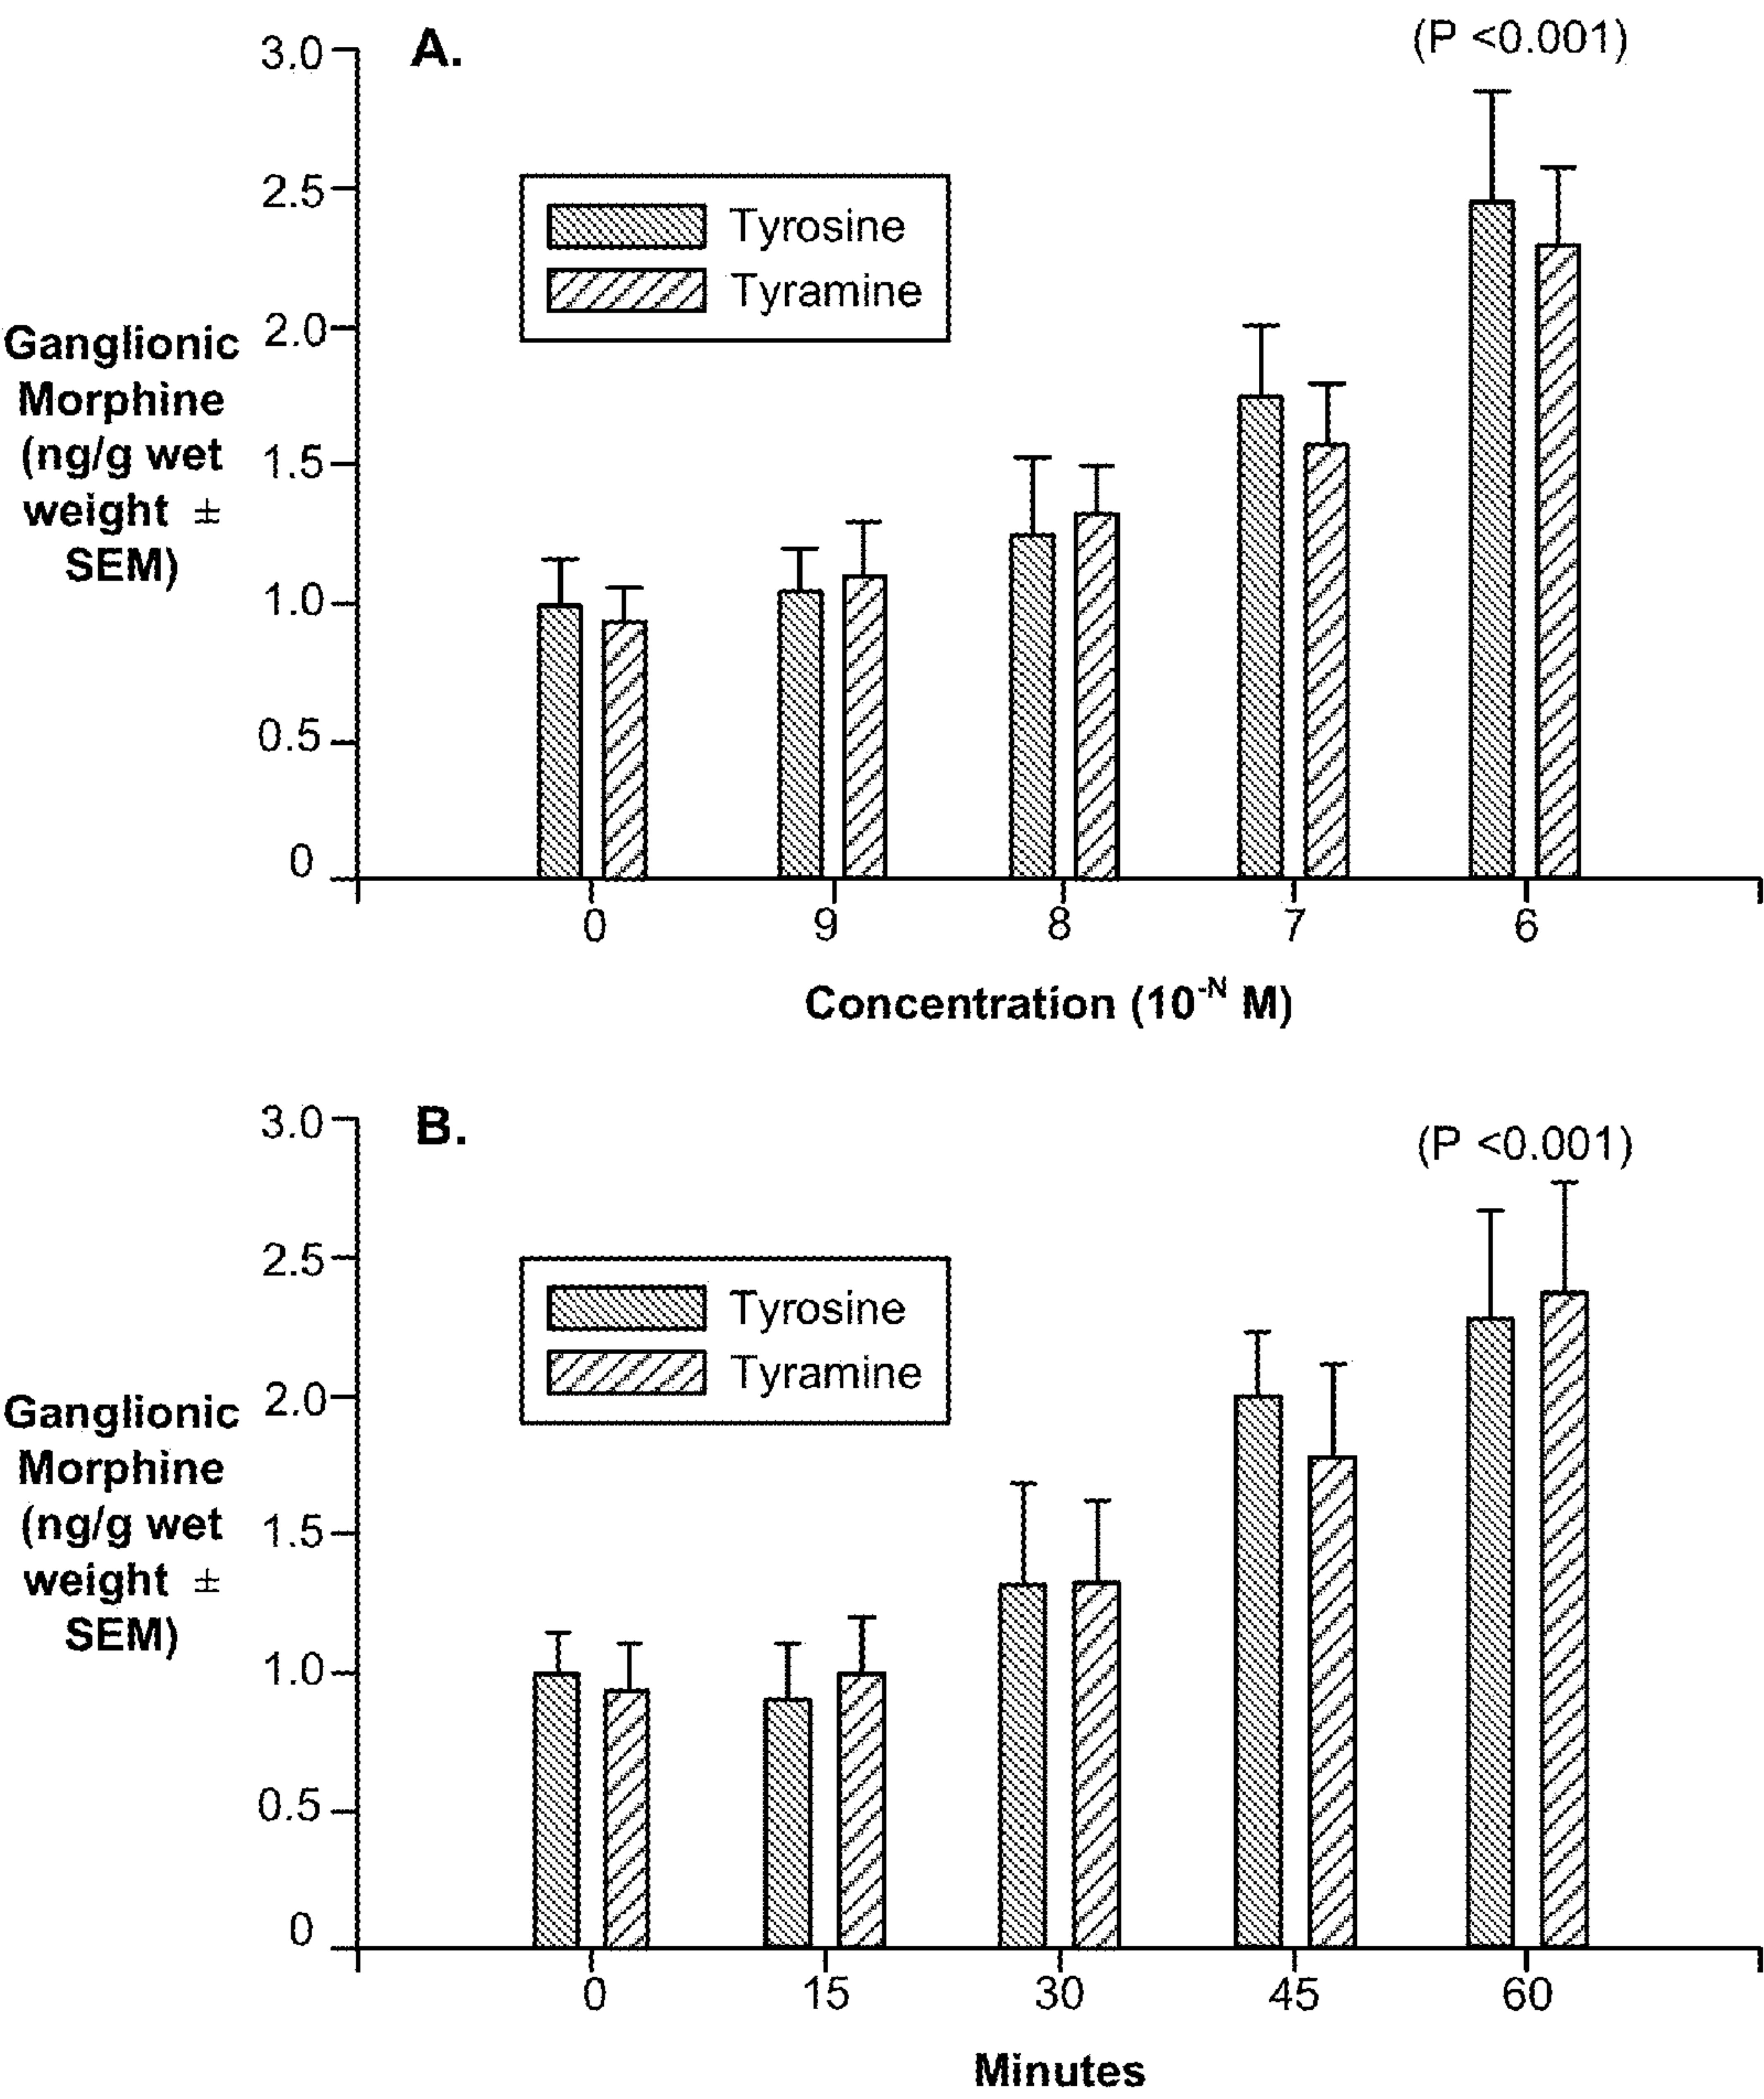 A.
(P <0.001)
3.0
2.5
2.0
1.5
1.0
0.5
0
Tyrosine
Tyramine
Ganglionic
Morphine
(ng/g wet
weight ±
SEM)
0 9 8 7 6
Concentration (10^-N M)
B.
(P <0.001)
3.0
2.5
2.0
1.5
1.0
0.5
0
Tyrosine
Tyramine
Ganglionic
Morphine
(ng/g wet
weight ±
SEM)
0 15 30 45 60
Minutes